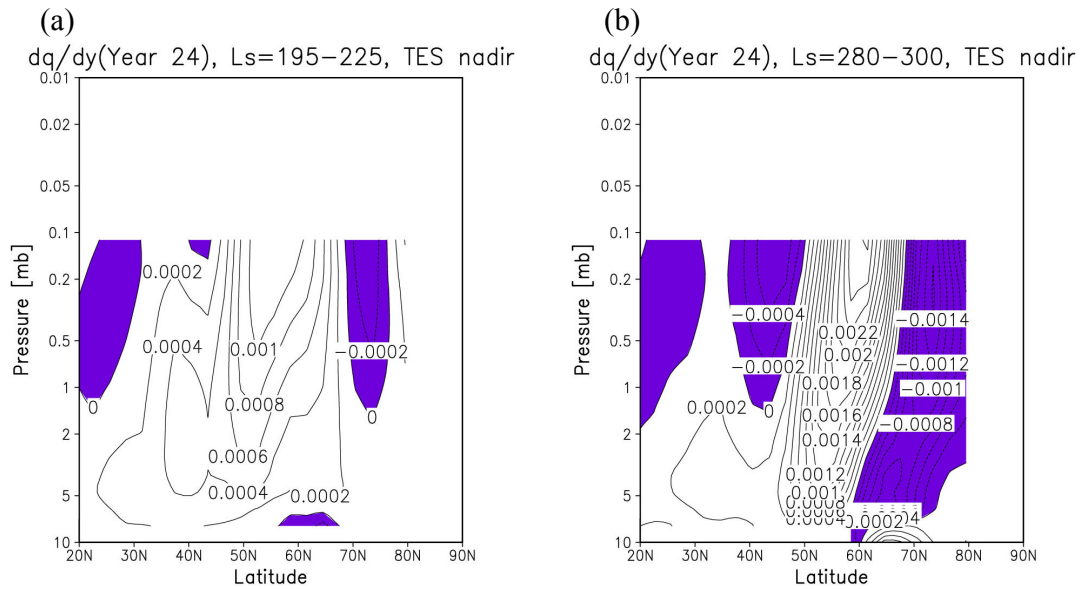 (a)
dq/dy(Year 24), Ls=195−225, TES nadir
0.01
0.02
0.05
0.1
0.2
0.5
1
2
5
10
Pressure [mb]
0.0002
0.0004
0.001
−0.0002
0.0008
0
0
0.0006
0.0004
0.0002
20N
30N
40N
50N
60N
70N
80N
90N
Latitude
(b)
dq/dy(Year 24), Ls=280−300, TES nadir
0.01
0.02
0.05
0.1
0.2
0.5
1
2
5
10
Pressure [mb]
−0.0004
−0.0014
0.0022
0.002
−0.0002
−0.0012
0.0018
−0.001
0.0002
0
0.0016
−0.0008
0.0014
0.0012
0.001
0.0008
0.0004
0.0002
20N
30N
40N
50N
60N
70N
80N
90N
Latitude